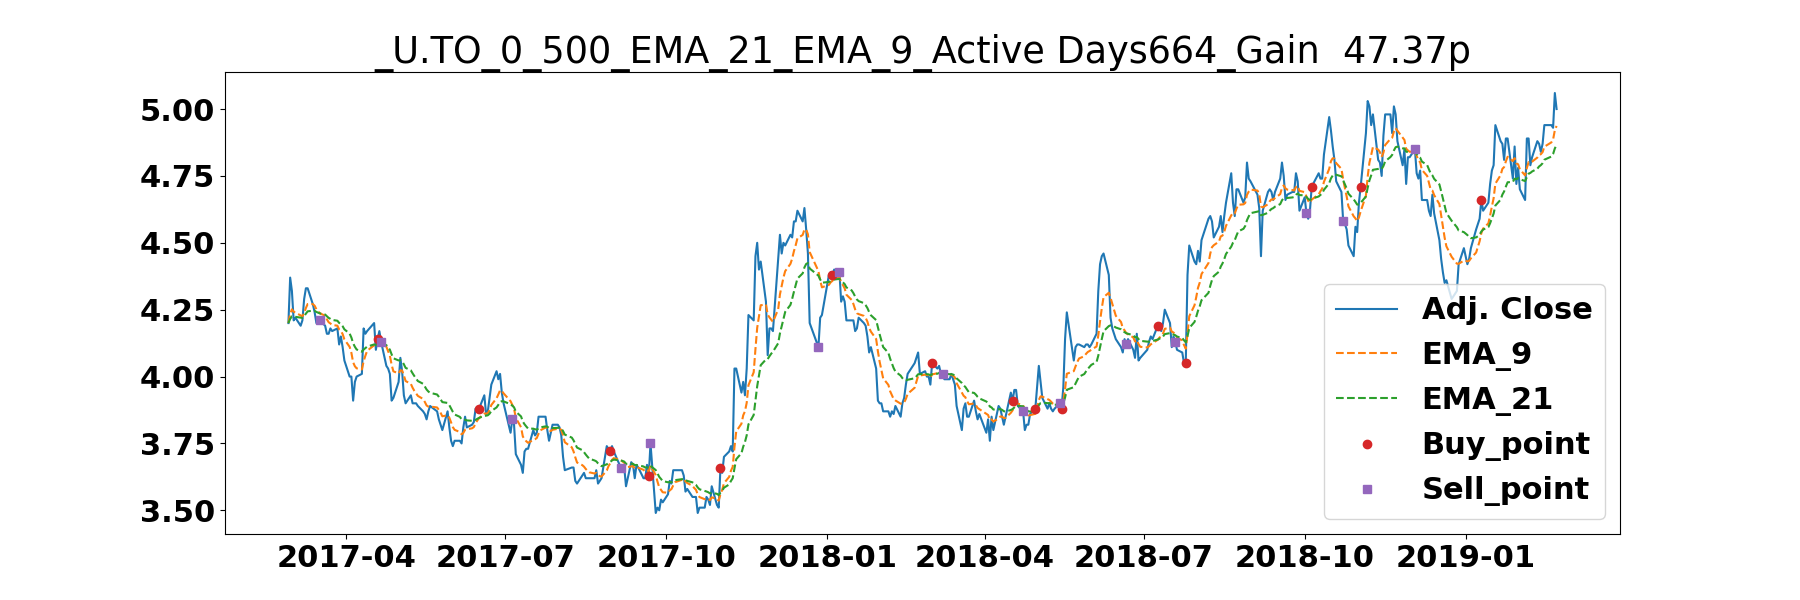 _U.TO_0_500_EMA_21_EMA_9_Active Days664_Gain  47.37p
5.00
4.75
4.50
4.25
4.00
3.75
3.50
2017-04 2017-07 2017-10 2018-01 2018-04 2018-07 2018-10 2019-01
Adj. Close
EMA_9
EMA_21
Buy_point
Sell_point